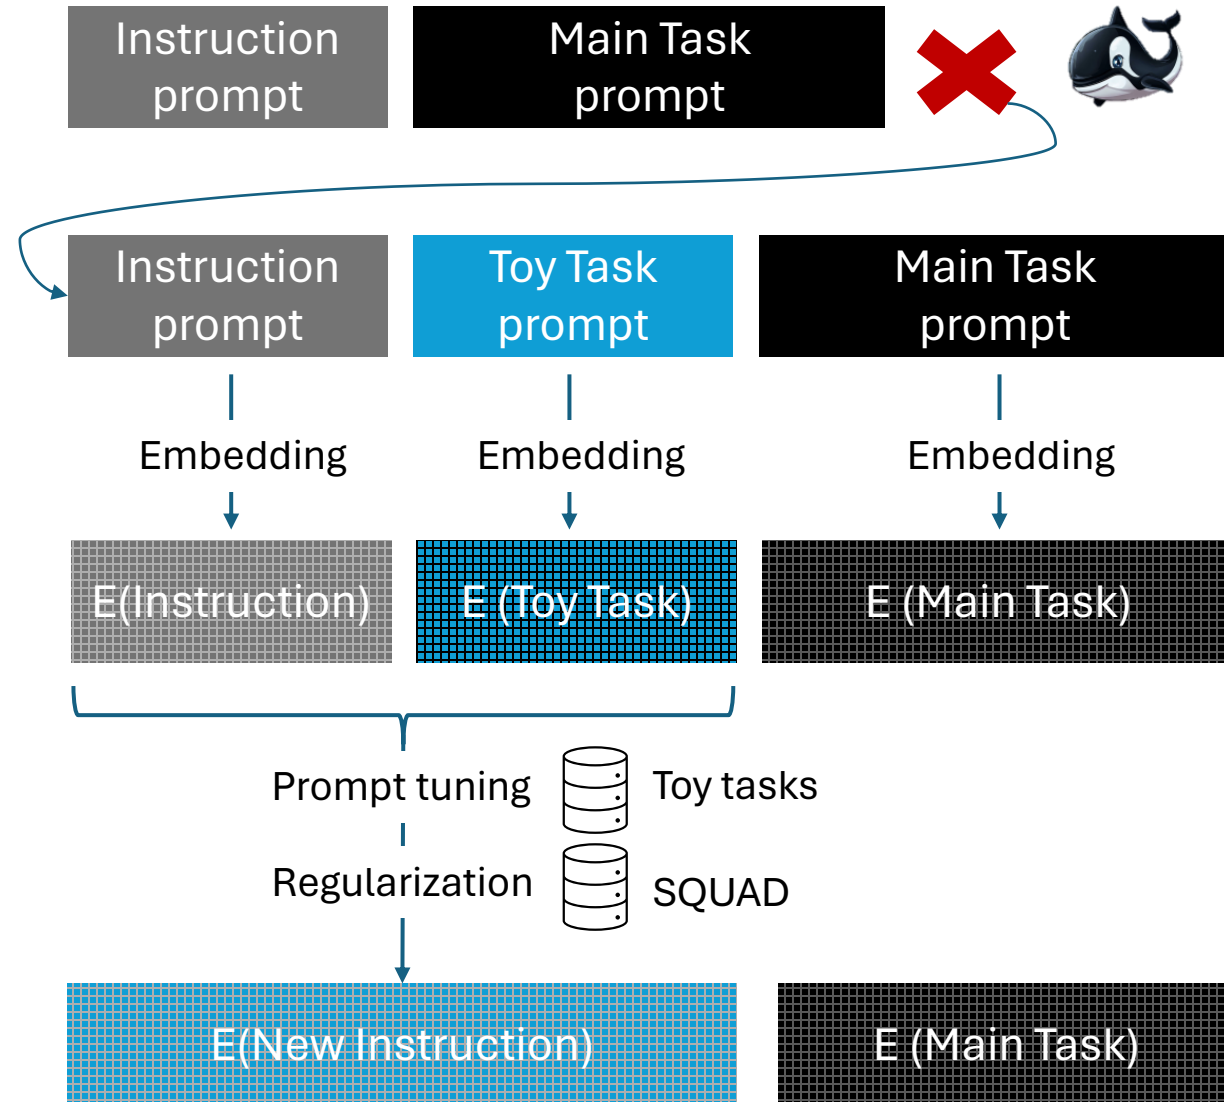 Instruction
prompt
Main Task
prompt
Instruction
prompt
Toy Task
prompt
Main Task
prompt
Embedding
Embedding
Embedding
E(Instruction)
E (Toy Task)
E (Main Task)
Prompt tuning
Toy tasks
Regularization
SQUAD
E(New Instruction)
E (Main Task)